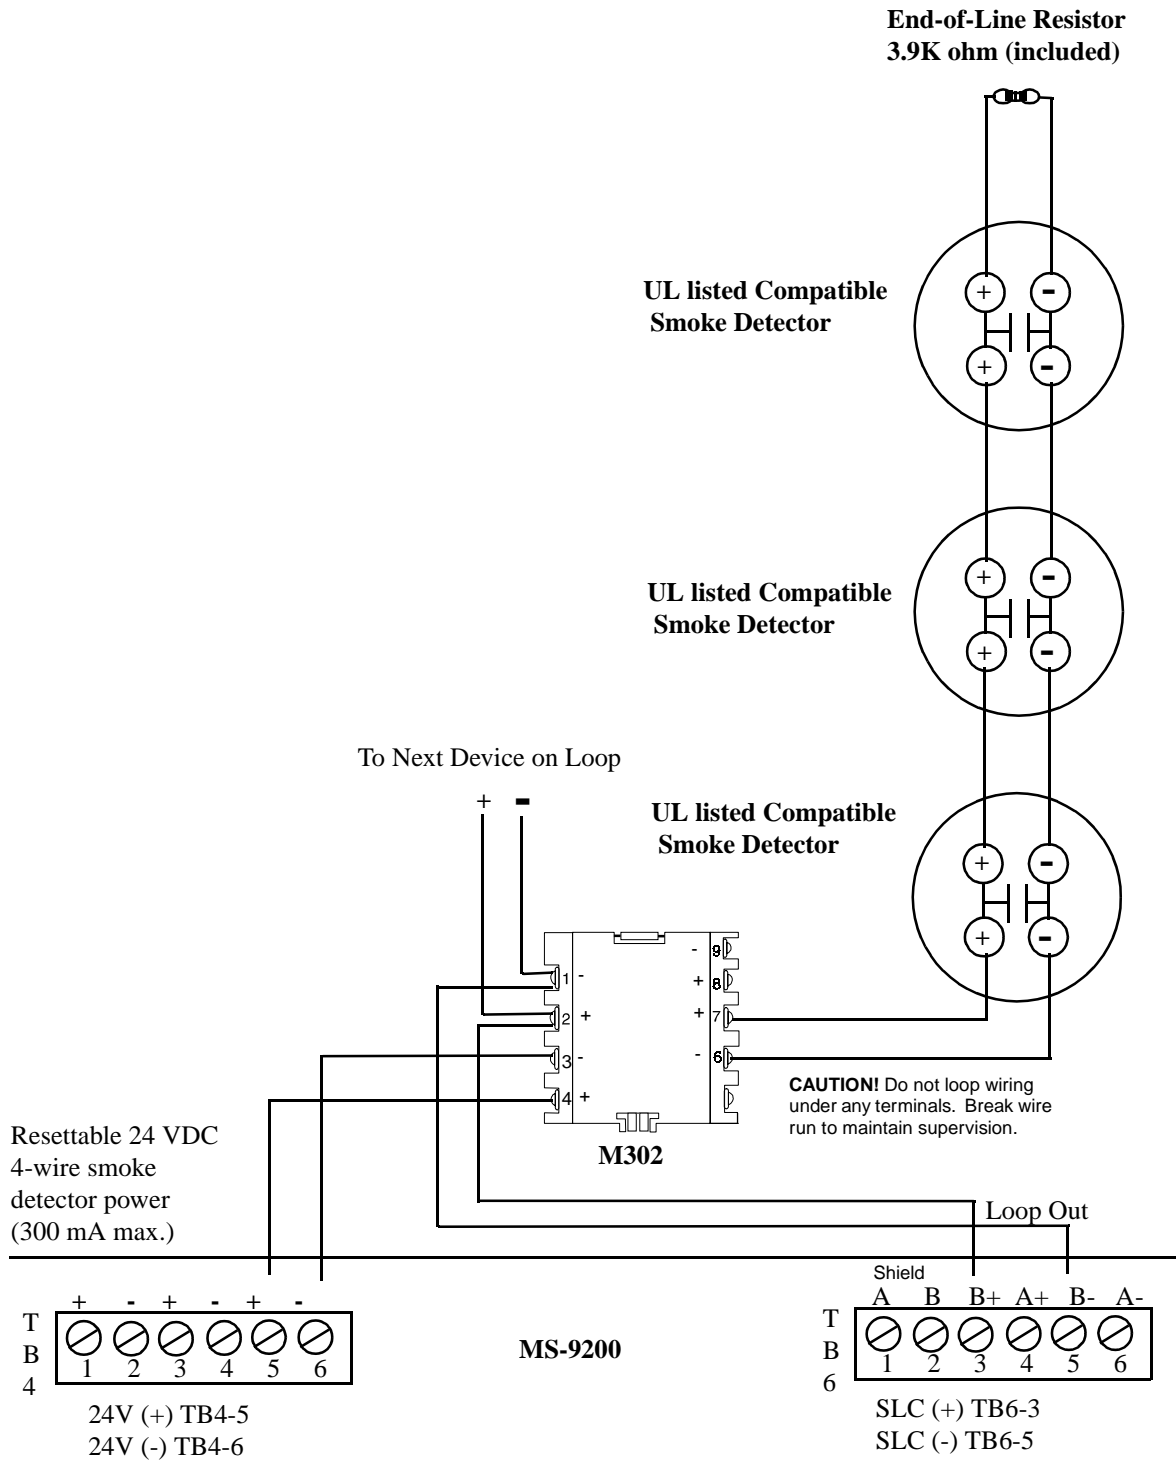 End-of-Line Resistor
3.9K ohm (included)
UL listed Compatible
Smoke Detector
+ -
+ -
UL listed Compatible
Smoke Detector
+ -
+ -
To Next Device on Loop
+ -
UL listed Compatible
Smoke Detector
+ -
+ -
- 9
1 -
+ 8
2 +
+ 7
3 -
- 6
4 +
M302
CAUTION! Do not loop wiring
under any terminals. Break wire
run to maintain supervision.
Resettable 24 VDC
4-wire smoke
detector power
(300 mA max.)
Loop Out
+ - + - + -
TB4
1 2 3 4 5 6
24V (+) TB4-5
24V (-) TB4-6
MS-9200
Shield
A B B+ A+ B- A-
TB6
1 2 3 4 5 6
SLC (+) TB6-3
SLC (-) TB6-5